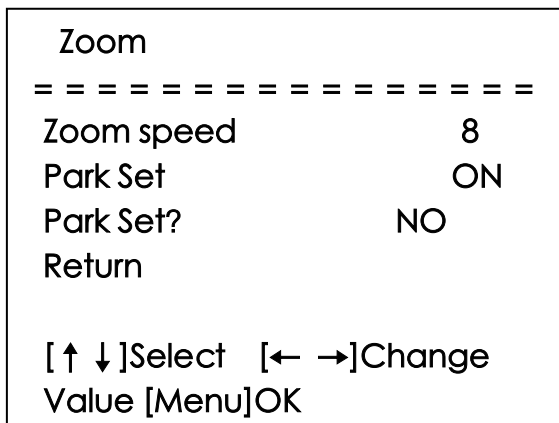 Zoom
= = = = = = = = = = = = = = = =
Zoom speed 8
Park Set ON
Park Set? NO
Return
[↑ ↓]Select [← →]Change
Value [Menu]OK